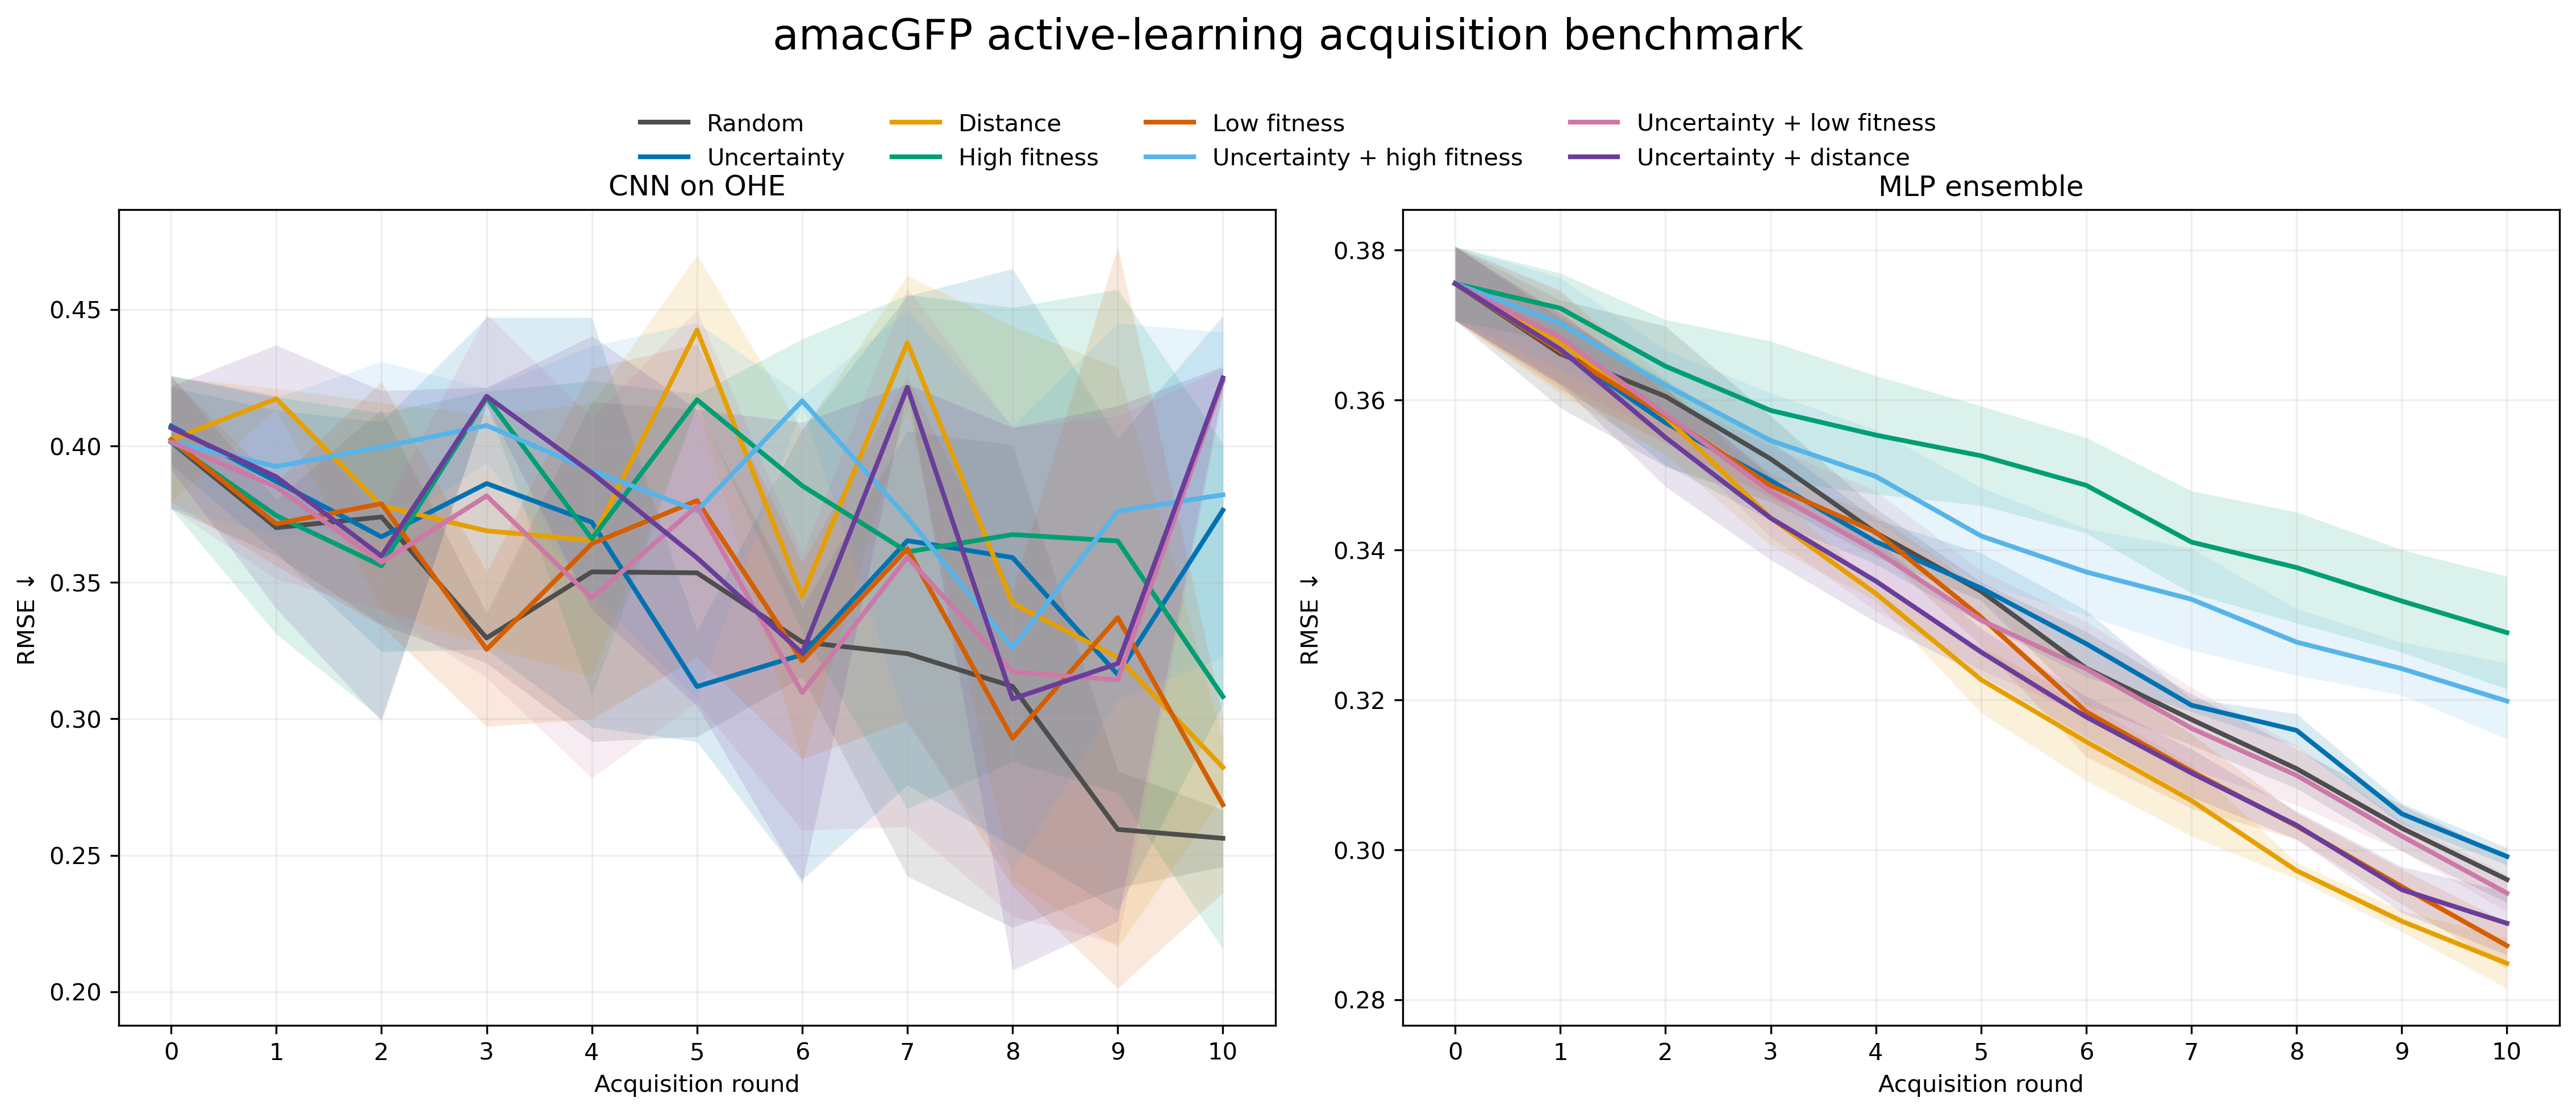 amacGFP active-learning acquisition benchmark
Random
Uncertainty
Distance
High fitness
Low fitness
Uncertainty + high fitness
Uncertainty + low fitness
Uncertainty + distance
CNN on OHE
RMSE ↓
0.45
0.40
0.35
0.30
0.25
0.20
0 1 2 3 4 5 6 7 8 9 10
Acquisition round
MLP ensemble
RMSE ↓
0.38
0.36
0.34
0.32
0.30
0.28
0 1 2 3 4 5 6 7 8 9 10
Acquisition round